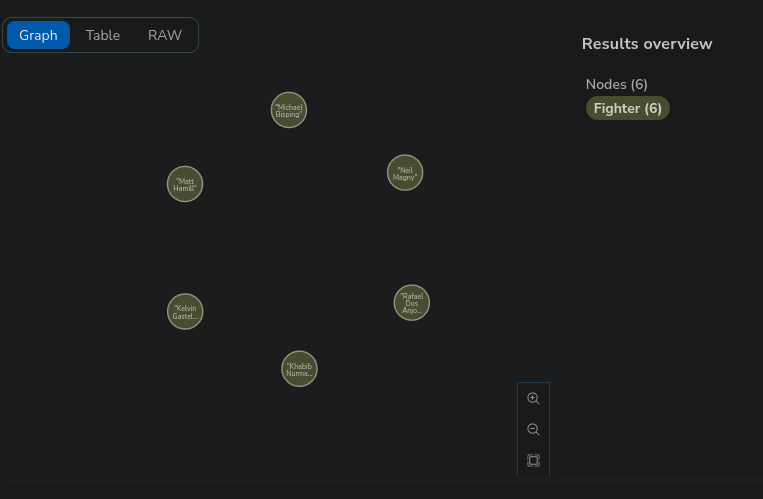 Graph Table RAW
Results overview
Nodes (6)
Fighter (6)
"Michael
Bisping"
"Neil
Magny"
"Matt
Hamill"
"Rafael
Dos
Anjo...
"Kelvin
Gastel...
"Khabib
Nurma...